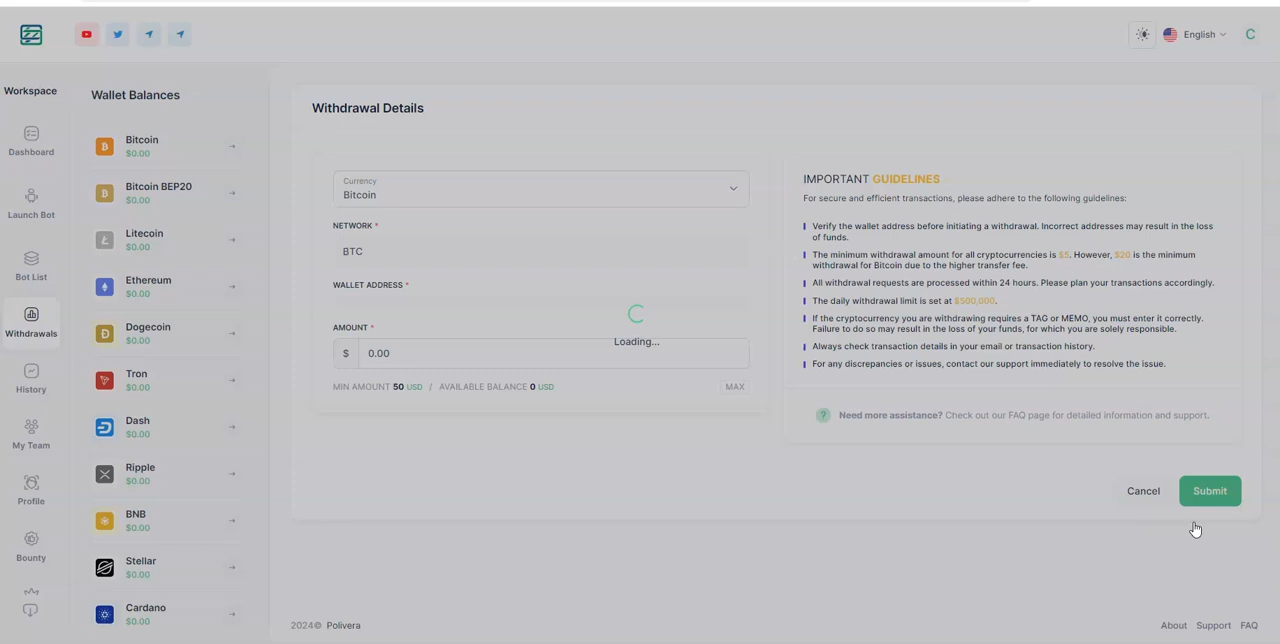 English
C
Workspace
Dashboard
Launch Bot
Bot List
Withdrawals
History
My Team
Profile
Bounty
Wallet Balances
Bitcoin
$0.00
Bitcoin BEP20
$0.00
Litecoin
$0.00
Ethereum
$0.00
Dogecoin
$0.00
Tron
$0.00
Dash
$0.00
Ripple
$0.00
BNB
$0.00
Stellar
$0.00
Cardano
$0.00
Withdrawal Details
Currency
Bitcoin
NETWORK *
BTC
WALLET ADDRESS *
AMOUNT *
$ 0.00
MIN AMOUNT 50 USD / AVAILABLE BALANCE 0 USD
MAX
Loading...
IMPORTANT GUIDELINES
For secure and efficient transactions, please adhere to the following guidelines:
Verify the wallet address before initiating a withdrawal. Incorrect addresses may result in the loss
of funds.
The minimum withdrawal amount for all cryptocurrencies is $5. However, $20 is the minimum
withdrawal for Bitcoin due to the higher transfer fee.
All withdrawal requests are processed within 24 hours. Please plan your transactions accordingly.
The daily withdrawal limit is set at $500,000.
If the cryptocurrency you are withdrawing requires a TAG or MEMO, you must enter it correctly.
Failure to do so may result in the loss of your funds, for which you are solely responsible.
Always check transaction details in your email or transaction history.
For any discrepancies or issues, contact our support immediately to resolve the issue.
? Need more assistance? Check out our FAQ page for detailed information and support.
Cancel
Submit
2024© Polivera
About Support FAQ